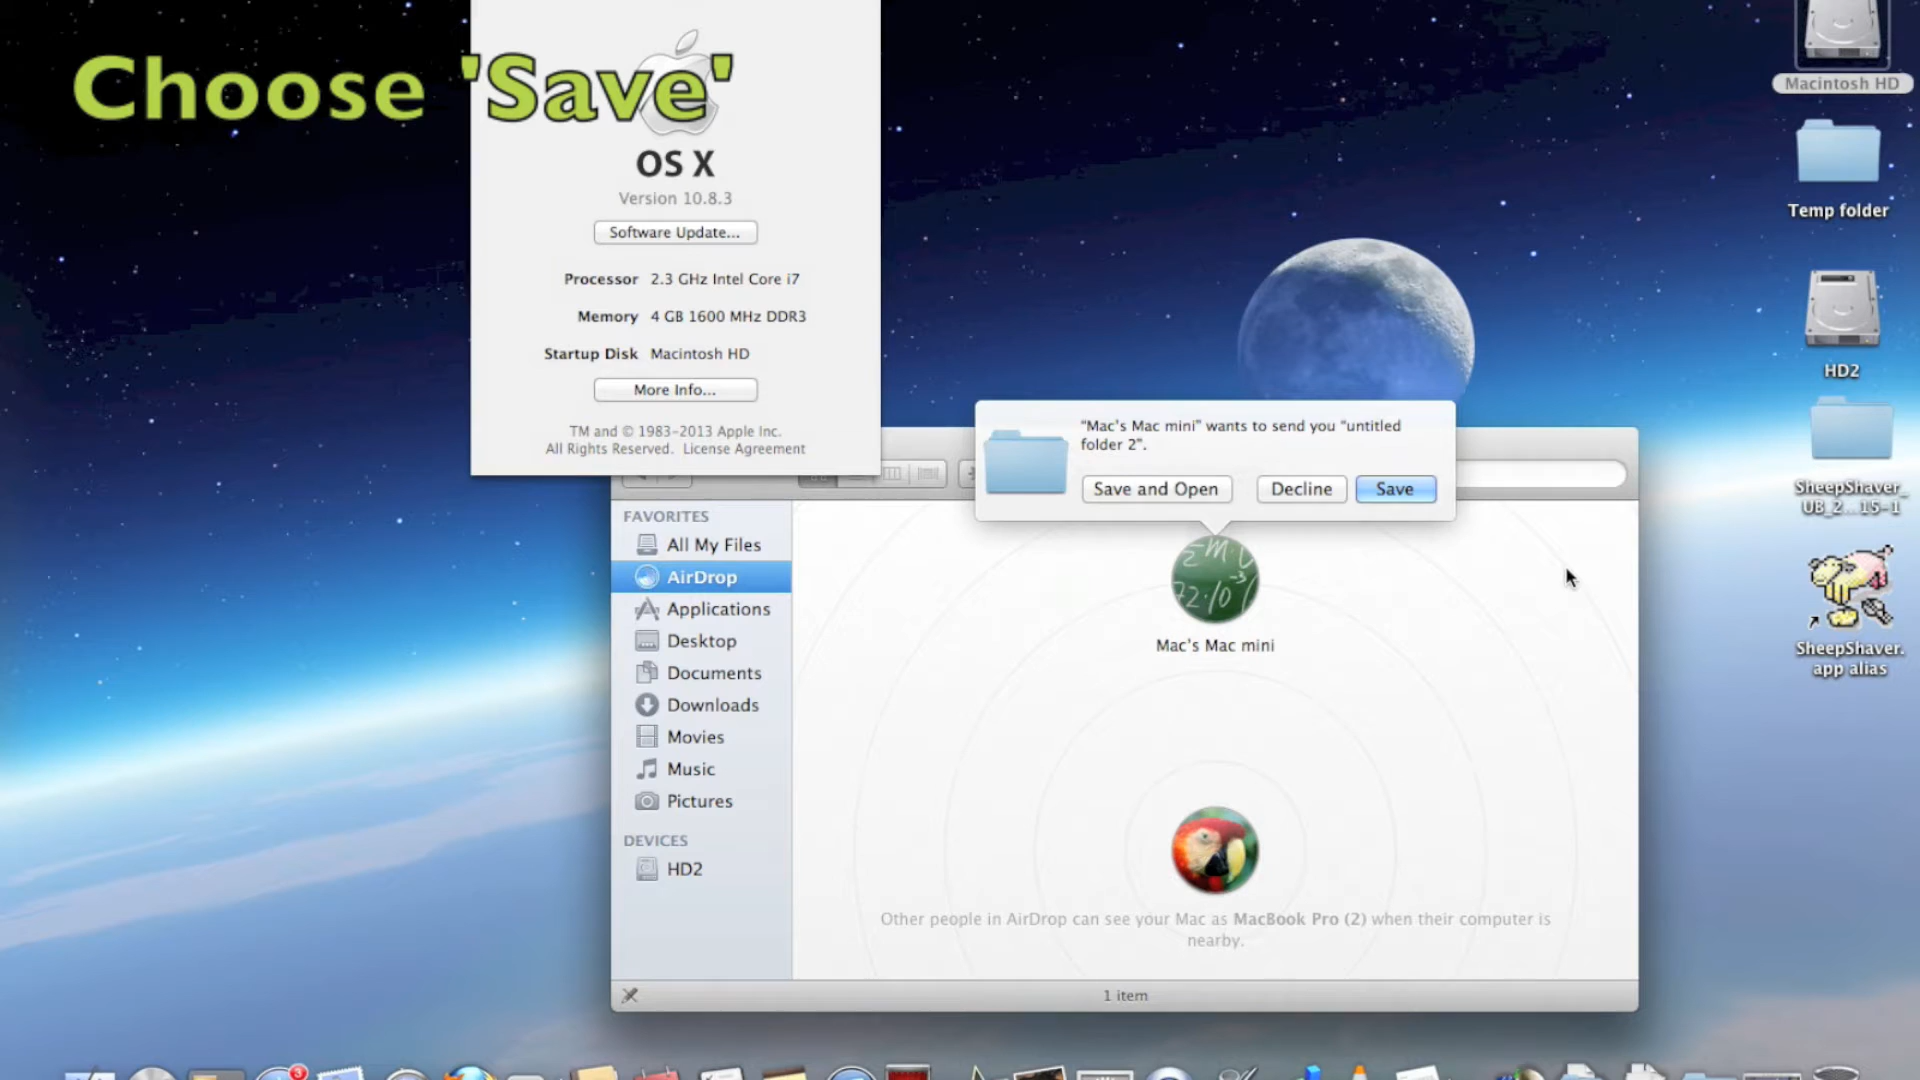 Choose 'Save'
OS X
Version 10.8.3
Software Update...
Processor 2.3 GHz Intel Core i7
Memory 4 GB 1600 MHz DDR3
Startup Disk Macintosh HD
More Info...
TM and © 1983-2013 Apple Inc.
All Rights Reserved. License Agreement
"Mac's Mac mini" wants to send you "untitled
folder 2".
Save and Open
Decline
Save
FAVORITES
All My Files
AirDrop
Applications
Desktop
Documents
Downloads
Movies
Music
Pictures
DEVICES
HD2
Mac's Mac mini
Other people in AirDrop can see your Mac as MacBook Pro (2) when their computer is
nearby.
1 item
Macintosh HD
Temp folder
HD2
SheepShaver_
UB_2...15-1
SheepShaver.
app alias
3